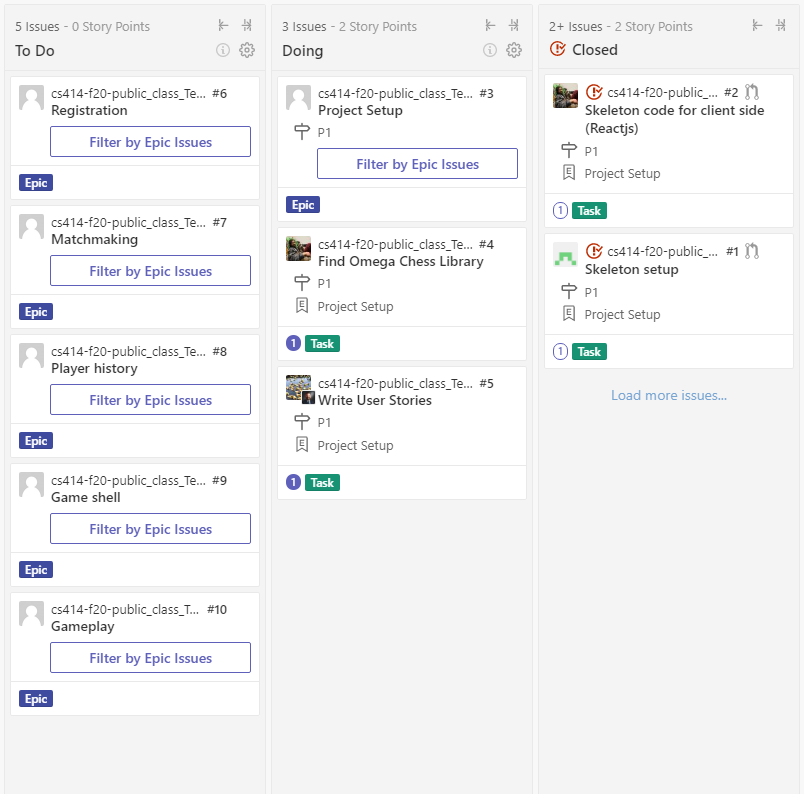 5 Issues - 0 Story Points
To Do
cs414-f20-public_class_Te... #6
Registration
Filter by Epic Issues
Epic
cs414-f20-public_class_Te... #7
Matchmaking
Filter by Epic Issues
Epic
cs414-f20-public_class_Te... #8
Player history
Filter by Epic Issues
Epic
cs414-f20-public_class_Te... #9
Game shell
Filter by Epic Issues
Epic
cs414-f20-public_class_T... #10
Gameplay
Filter by Epic Issues
Epic
3 Issues - 2 Story Points
Doing
cs414-f20-public_class_Te... #3
Project Setup
P1
Filter by Epic Issues
Epic
cs414-f20-public_class_Te... #4
Find Omega Chess Library
P1
E Project Setup
1 Task
cs414-f20-public_class_Te... #5
Write User Stories
P1
E Project Setup
1 Task
2+ Issues - 2 Story Points
Closed
cs414-f20-public_... #2
Skeleton code for client side
(Reactjs)
P1
E Project Setup
1 Task
cs414-f20-public_... #1
Skeleton setup
P1
E Project Setup
1 Task
Load more issues...